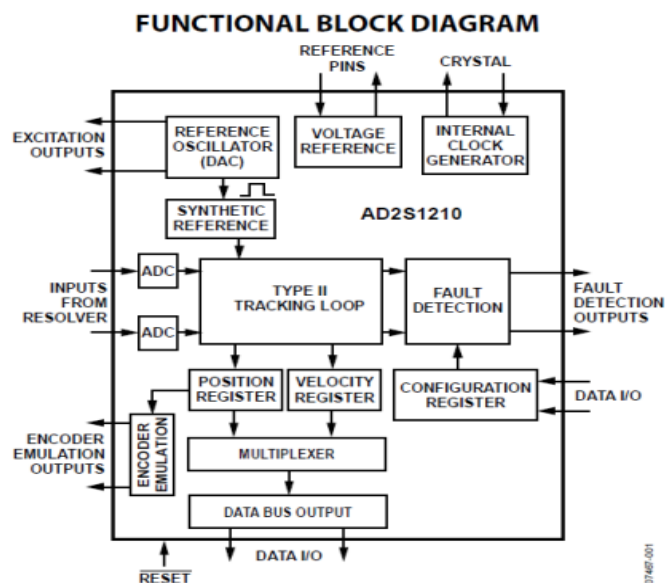 FUNCTIONAL BLOCK DIAGRAM
REFERENCE
PINS
CRYSTAL
EXCITATION
OUTPUTS
REFERENCE
OSCILLATOR
(DAC)
VOLTAGE
REFERENCE
INTERNAL
CLOCK
GENERATOR
SYNTHETIC
REFERENCE
AD2S1210
INPUTS
FROM
RESOLVER
ADC
ADC
TYPE II
TRACKING LOOP
FAULT
DETECTION
FAULT
DETECTION
OUTPUTS
POSITION
REGISTER
VELOCITY
REGISTER
CONFIGURATION
REGISTER
DATA I/O
ENCODER
EMULATION
OUTPUTS
ENCODER
EMULATION
MULTIPLEXER
DATA BUS OUTPUT
RESET
DATA I/O
07467-001